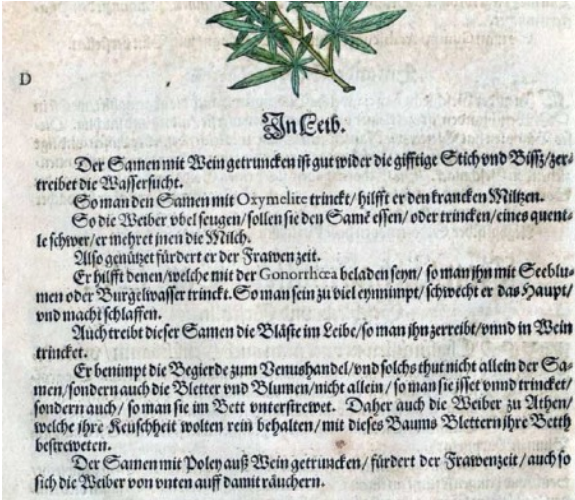 D
In Leib.
Der Samen mit Wein getruncken ist gut wider die gifftige Stich vnd Bissz/zer-
treibet die Wassersucht.
So man den Samen mit Oxymelite trinckt/ hilfft er den krancken Miltzen.
So die Weiber vbel seugen/sollen sie den Samẽ essen/ oder trincken/eines quent-
le schwer/er mehret jnen die Milch.
Also genützet fürdert er der Frawen zeit.
Er hilfft denen/welche mit der Gonorrhœa beladen seyn/ so man jhn mit Seeblu-
men oder Burgelwasser trinckt. So man sein zu viel eynnimpt/ schwecht er das Haupt/
vnd macht schlaffen.
Auch treibt dieser Samen die Bläste im Leibe/so man jhn zerreibt/vnnd in Wein
trincket.
Er benimpt die Begierde zum Venushandel/vnd solchs thut nicht allein der Sa-
men/sondern auch die Bletter vnd Blumen/nicht allein/ so man sie jsset vnnd trincket/
sondern auch/ so man sie im Bett vnterstrewet. Daher auch die Weiber zu Athen/
welche jhre Keuschheit wolten rein behalten/mit dieses Baums Blettern jhre Betth
bestreweten.
Der Samen mit Poley auß Wein getruncken/ fürdert der Frawenzeit/auch so
sich die Weiber von vnten auff damit räuchern.